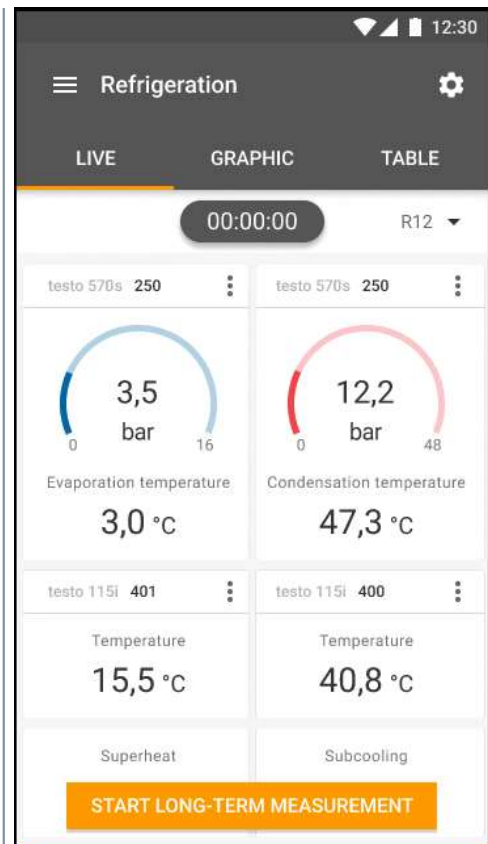 12:30
Refrigeration
LIVE GRAPHIC TABLE
00:00:00 R12
testo 570s 250
3,5
bar
0 16
Evaporation temperature
3,0 °C
testo 570s 250
12,2
bar
0 48
Condensation temperature
47,3 °C
testo 115i 401
Temperature
15,5 °C
testo 115i 400
Temperature
40,8 °C
Superheat
Subcooling
START LONG-TERM MEASUREMENT